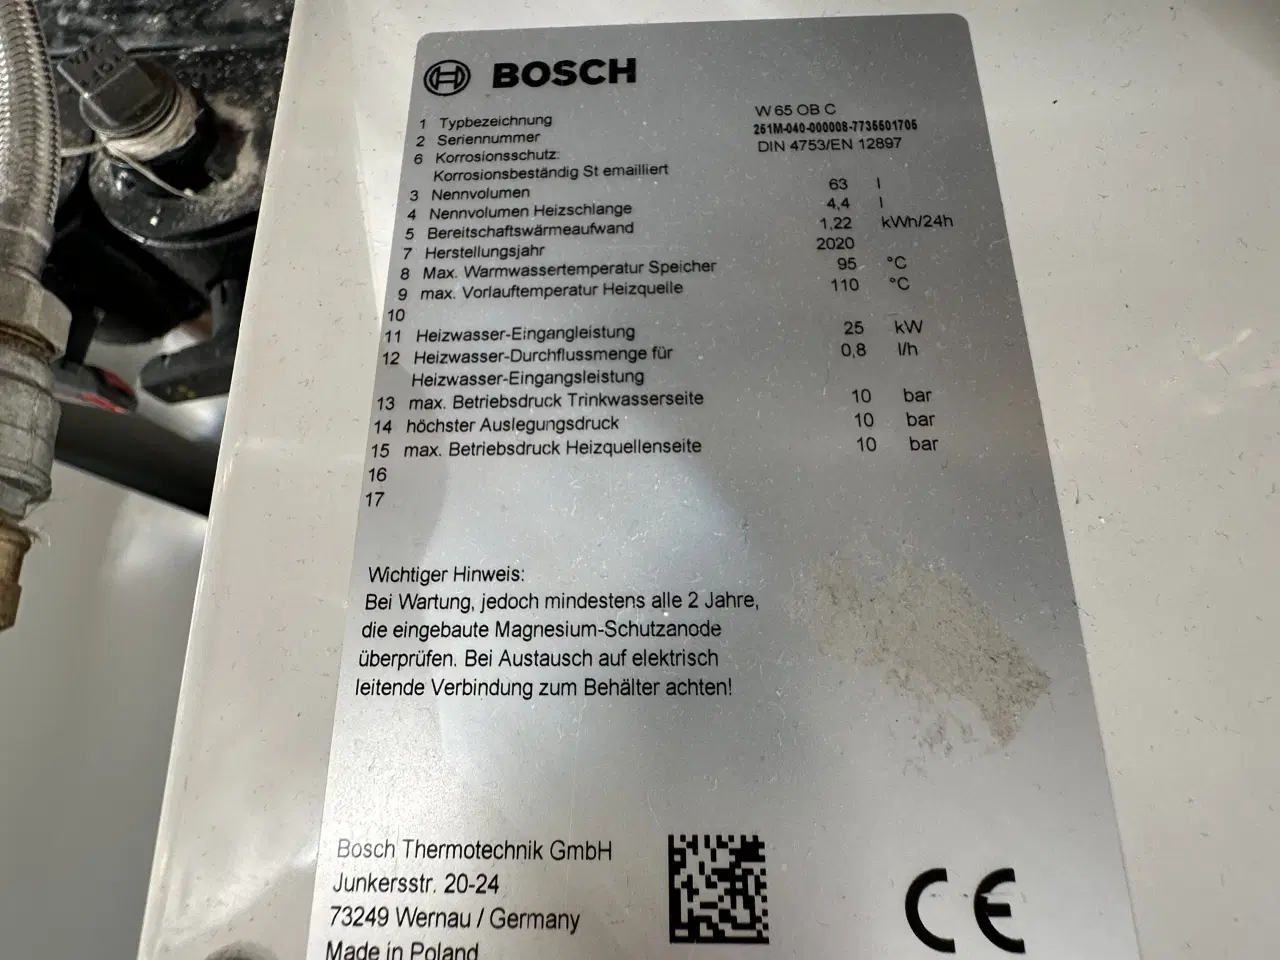 BOSCH
1 Typbezeichnung W 65 OB C
2 Seriennummer 251M-040-000008-7735501705
6 Korrosionsschutz: DIN 4753/EN 12897
Korrosionsbeständig St emailliert
3 Nennvolumen 63 l
4 Nennvolumen Heizschlange 4,4 l
5 Bereitschaftswärmeaufwand 1,22 kWh/24h
7 Herstellungsjahr 2020
8 Max. Warmwassertemperatur Speicher 95 °C
9 max. Vorlauftemperatur Heizquelle 110 °C
10
11 Heizwasser-Eingangleistung 25 kW
12 Heizwasser-Durchflussmenge für 0,8 l/h
Heizwasser-Eingangsleistung
13 max. Betriebsdruck Trinkwasserseite 10 bar
14 höchster Auslegungsdruck 10 bar
15 max. Betriebsdruck Heizquellenseite 10 bar
16
17
Wichtiger Hinweis:
Bei Wartung, jedoch mindestens alle 2 Jahre,
die eingebaute Magnesium-Schutzanode
überprüfen. Bei Austausch auf elektrisch
leitende Verbindung zum Behälter achten!
Bosch Thermotechnik GmbH
Junkersstr. 20-24
73249 Wernau / Germany
Made in Poland
CE